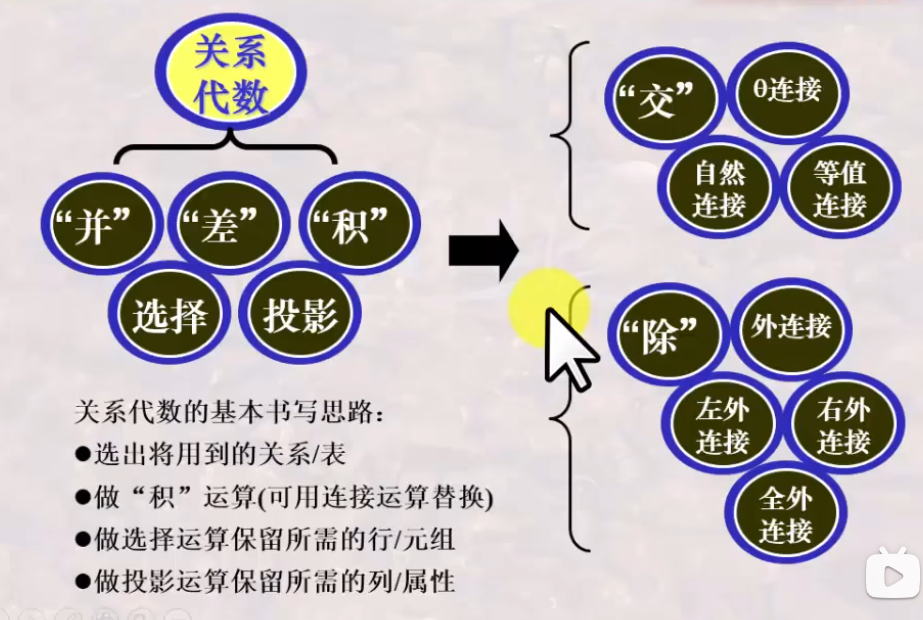 关系
代数
“并”
“差”
“积”
选择
投影
“交”
θ连接
自然
连接
等值
连接
“除”
外连接
左外
连接
右外
连接
全外
连接
关系代数的基本书写思路：
●选出将用到的关系/表
●做“积”运算(可用连接运算替换)
●做选择运算保留所需的行/元组
●做投影运算保留所需的列/属性